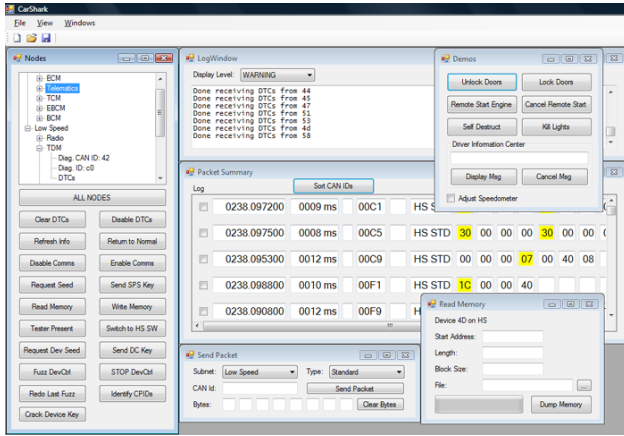 CarShark
File View Windows
Nodes
ECM
Telematics
TCM
EBCM
BCM
Low Speed
Radio
TDM
Diag. CAN ID: 42
Diag. ID: c0
DTCs
ALL NODES
Clear DTCs Disable DTCs
Refresh Info Return to Normal
Disable Comms Enable Comms
Request Seed Send SPS Key
Read Memory Write Memory
Tester Present Switch to HS SW
Request Dev Seed Send DC Key
Fuzz DevCtrl STOP DevCtrl
Redo Last Fuzz Identify CPIDs
Crack Device Key
LogWindow
Display Level: WARNING
Done receiving DTCs from 44
Done receiving DTCs from 45
Done receiving DTCs from 47
Done receiving DTCs from 51
Done receiving DTCs from 53
Done receiving DTCs from 4d
Done receiving DTCs from 58
Packet Summary
Log Sort CAN IDs
0238.097200 0009 ms 00C1 HS S
0238.097500 0008 ms 00C5 HS STD 30 00 00 00 30 00 00
0238.095300 0012 ms 00C9 HS STD 00 00 00 07 00 40 08
0238.098800 0010 ms 00F1 HS STD 1C 00 00 40
0238.090800 0012 ms 00F9
Send Packet
Subnet: Low Speed Type: Standard
CAN Id: Send Packet
Bytes: Clear Bytes
Demos
Unlock Doors Lock Doors
Remote Start Engine Cancel Remote Start
Self Destruct Kill Lights
Driver Information Center
Display Msg Cancel Msg
Adjust Speedometer
Read Memory
Device 4D on HS
Start Address:
Length:
Block Size:
File: ...
Dump Memory